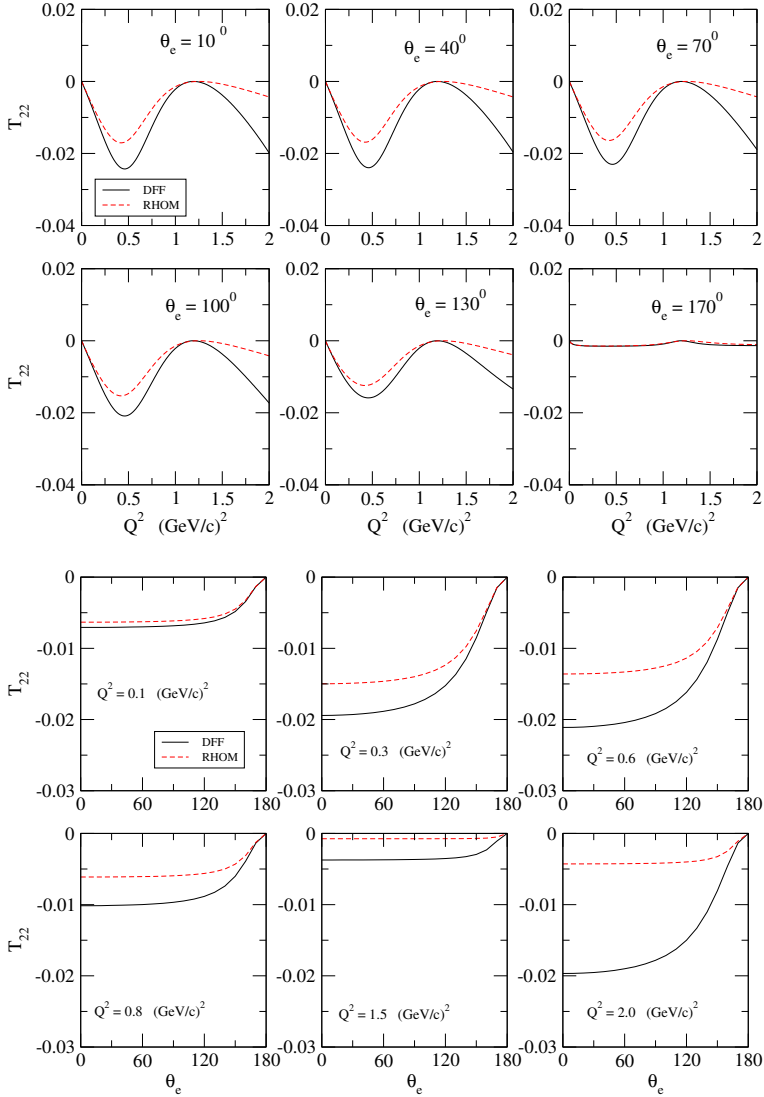 0.02
θe = 10⁰
θe = 40⁰
θe = 70⁰
0 0 0
T22
-0.02 -0.02 -0.02
DFF
RHOM
-0.04 -0.04 -0.04
0 0.5 1 1.5 2 0 0.5 1 1.5 2 0 0.5 1 1.5 2
0.02 0.02 0.02
θe = 100⁰
θe = 130⁰
θe = 170⁰
0 0 0
T22
-0.02 -0.02 -0.02
-0.04 -0.04 -0.04
0 0.5 1 1.5 2 0 0.5 1 1.5 2 0 0.5 1 1.5 2
Q² (GeV/c)² Q² (GeV/c)² Q² (GeV/c)²
0 0 0
-0.01 -0.01 -0.01
T22
Q² = 0.1 (GeV/c)²
-0.02 -0.02 -0.02
DFF
RHOM
Q² = 0.3 (GeV/c)²
Q² = 0.6 (GeV/c)²
-0.03 -0.03 -0.03
0 60 120 180 0 60 120 180 0 60 120 180
0 0 0
-0.01 -0.01 -0.01
T22
-0.02 -0.02 -0.02
Q² = 0.8 (GeV/c)²
Q² = 1.5 (GeV/c)²
Q² = 2.0 (GeV/c)²
-0.03 -0.03 -0.03
0 60 120 180 0 60 120 180 0 60 120 180
θe θe θe